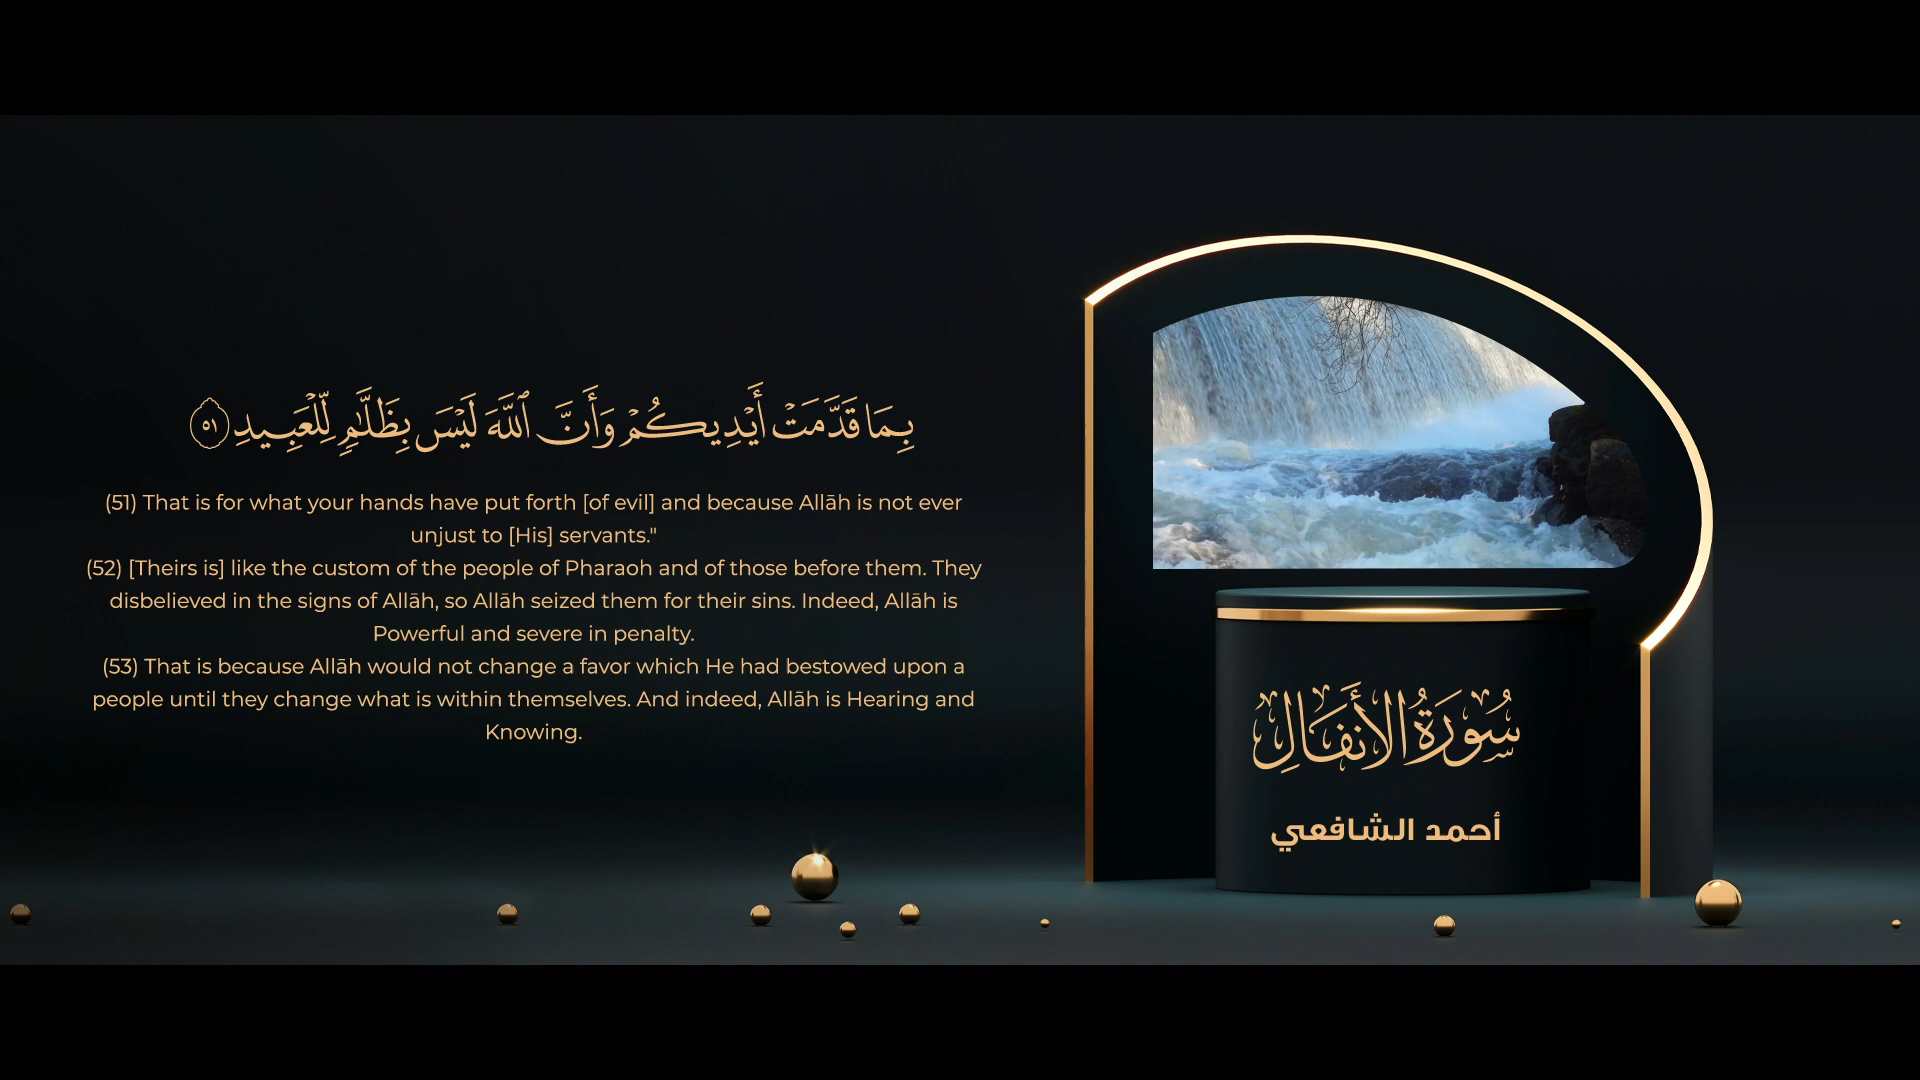 بِمَا قَدَّمَتْ أَيْدِيكُمْ وَأَنَّ ٱللَّهَ لَيْسَ بِظَلَّٰمٍ لِّلْعَبِيدِ ٥١
(51) That is for what your hands have put forth [of evil] and because Allāh is not ever
unjust to [His] servants."
(52) [Theirs is] like the custom of the people of Pharaoh and of those before them. They
disbelieved in the signs of Allāh, so Allāh seized them for their sins. Indeed, Allāh is
Powerful and severe in penalty.
(53) That is because Allāh would not change a favor which He had bestowed upon a
people until they change what is within themselves. And indeed, Allāh is Hearing and
Knowing.
سُورَةُ الأَنفَالِ
أحمد الشافعي